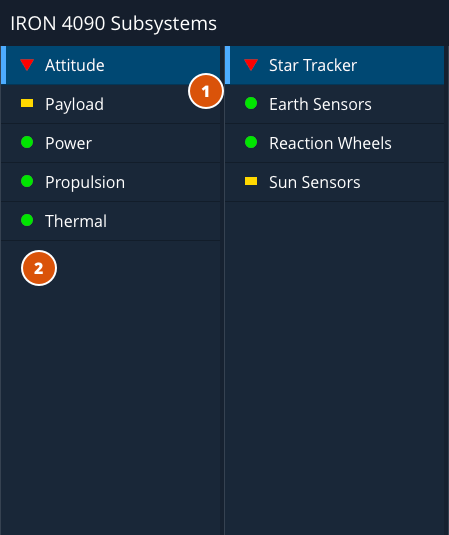 IRON 4090 Subsystems
Attitude
Payload
Power
Propulsion
Thermal
1
2
Star Tracker
Earth Sensors
Reaction Wheels
Sun Sensors